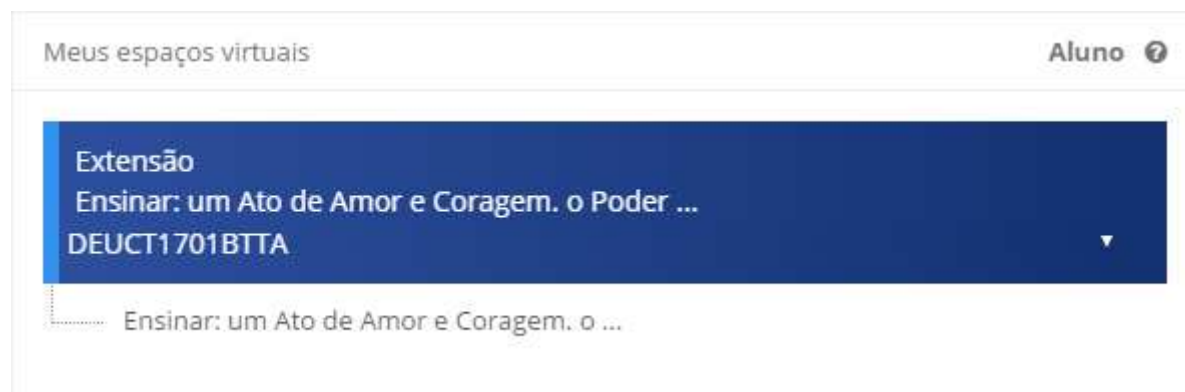 Meus espaços virtuais Aluno
Extensão
Ensinar: um Ato de Amor e Coragem. o Poder ...
DEUCT1701BTTA
Ensinar: um Ato de Amor e Coragem. o ...